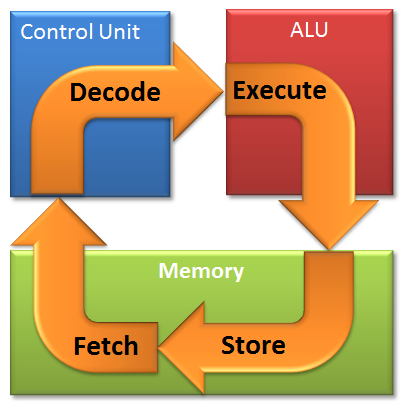 Control Unit
ALU
Decode
Execute
Memory
Fetch
Store